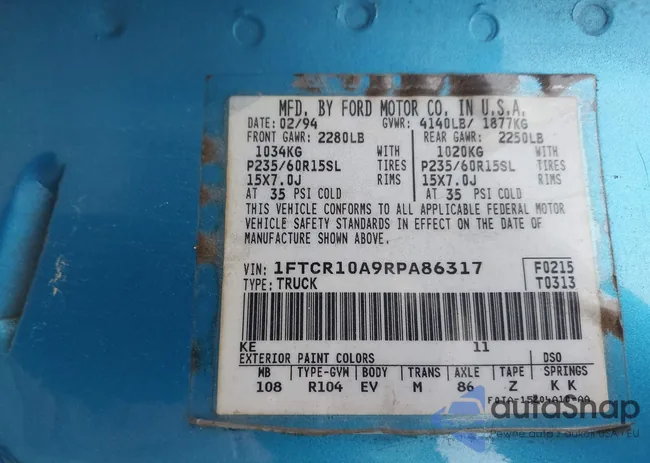 MFD. BY FORD MOTOR CO. IN U.S.A.
DATE: 02/94 GVWR: 4140LB/ 1877KG
FRONT GAWR: 2280LB REAR GAWR: 2250LB
1034KG WITH 1020KG WITH
P235/60R15SL TIRES P235/60R15SL TIRES
15X7.0J RIMS 15X7.0J RIMS
AT 35 PSI COLD AT 35 PSI COLD
THIS VEHICLE CONFORMS TO ALL APPLICABLE FEDERAL MOTOR
VEHICLE SAFETY STANDARDS IN EFFECT ON THE DATE OF
MANUFACTURE SHOWN ABOVE.
VIN: 1FTCR10A9RPA86317 F0215
TYPE: TRUCK T0313
KE 11
EXTERIOR PAINT COLORS DSO
MB TYPE-GVM BODY TRANS AXLE TAPE SPRINGS
108 R104 EV M 86 Z K K
autoSnap